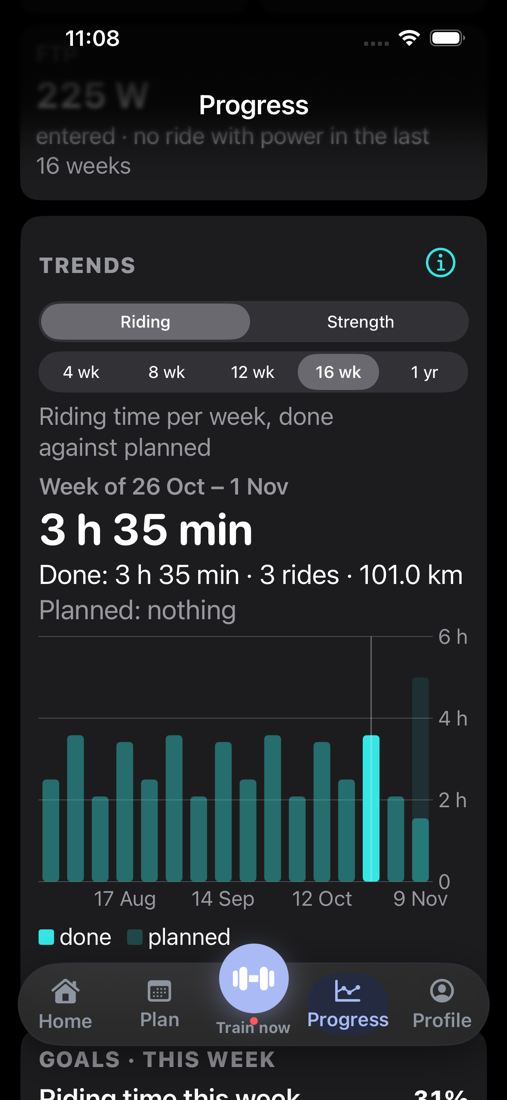 11:08
FTP
225 W
Progress
entered · no ride with power in the last
16 weeks
TRENDS
Riding
Strength
4 wk
8 wk
12 wk
16 wk
1 yr
Riding time per week, done
against planned
Week of 26 Oct – 1 Nov
3 h 35 min
Done: 3 h 35 min · 3 rides · 101.0 km
Planned: nothing
6 h
4 h
2 h
0
17 Aug
14 Sep
12 Oct
9 Nov
done
planned
Home
Plan
Train now
Progress
Profile
GOALS · THIS WEEK
Riding time this week
31%